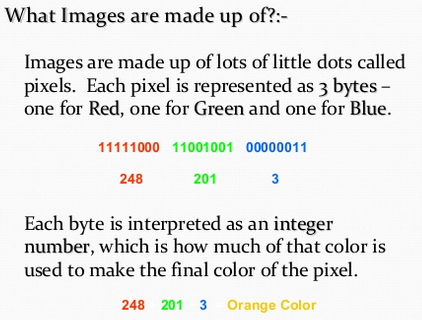 What Images are made up of?:-
Images are made up of lots of little dots called
pixels. Each pixel is represented as 3 bytes –
one for Red, one for Green and one for Blue.
11111000 11001001 00000011
248 201 3
Each byte is interpreted as an integer
number, which is how much of that color is
used to make the final color of the pixel.
248 201 3 Orange Color